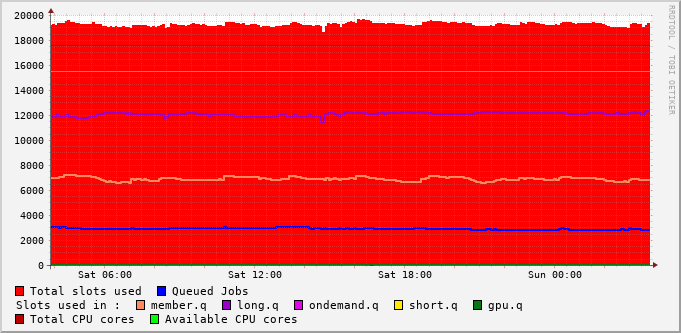 20000
18000
16000
14000
12000
10000
8000
6000
4000
2000
0
Sat 06:00 Sat 12:00 Sat 18:00 Sun 00:00
RRDTOOL / TOBI OETIKER
Total slots used Queued Jobs
Slots used in : member.q long.q ondemand.q short.q gpu.q
Total CPU cores Available CPU cores